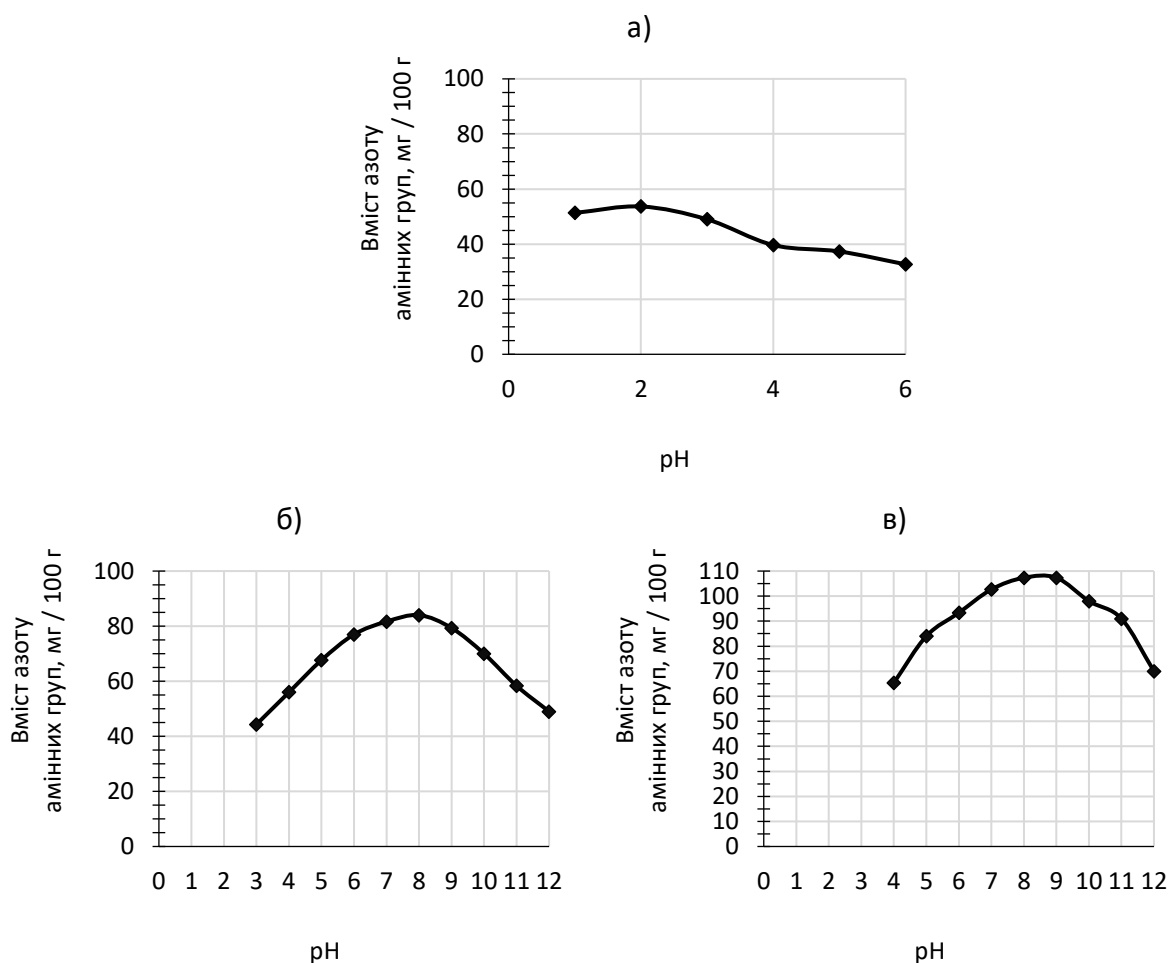 а)
Вміст азоту
амінних груп, мг / 100 г
100
80
60
40
20
0
0 2 4 6
pH
б)
Вміст азоту
амінних груп, мг / 100 г
100
80
60
40
20
0
0 1 2 3 4 5 6 7 8 9 10 11 12
pH
в)
Вміст азоту
амінних груп, мг / 100 г
110
100
90
80
70
60
50
40
30
20
10
0
0 1 2 3 4 5 6 7 8 9 10 11 12
pH